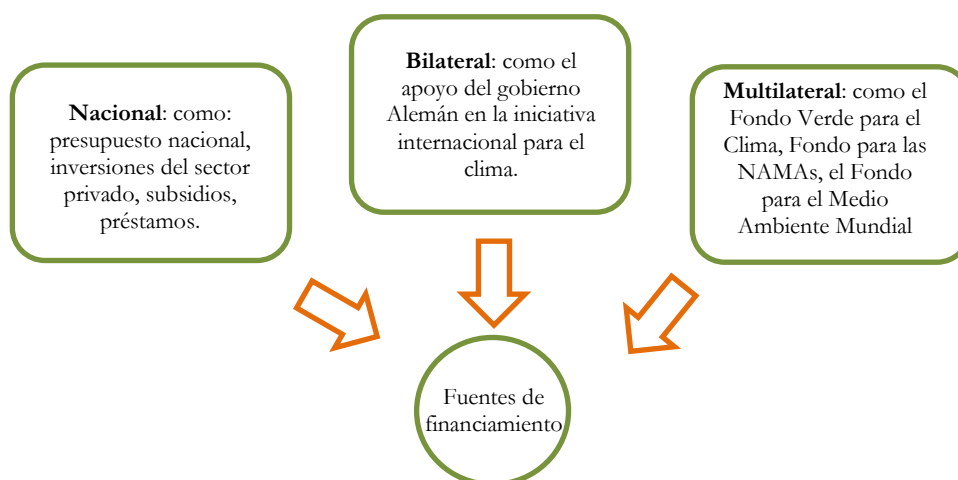 Nacional: como:
presupuesto nacional,
inversiones del sector
privado, subsidios,
préstamos.
Bilateral: como el
apoyo del gobierno
Alemán en la iniciativa
internacional para el
clima.
Multilateral: como el
Fondo Verde para el
Clima, Fondo para las
NAMAs, el Fondo
para el Medio
Ambiente Mundial
Fuentes de
financiamiento